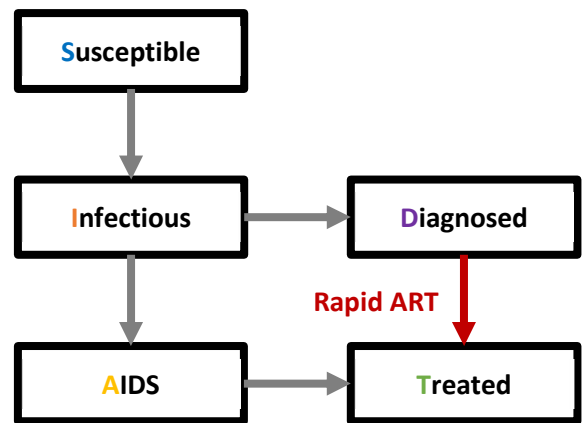 Susceptible
Infectious
Diagnosed
Rapid ART
AIDS
Treated